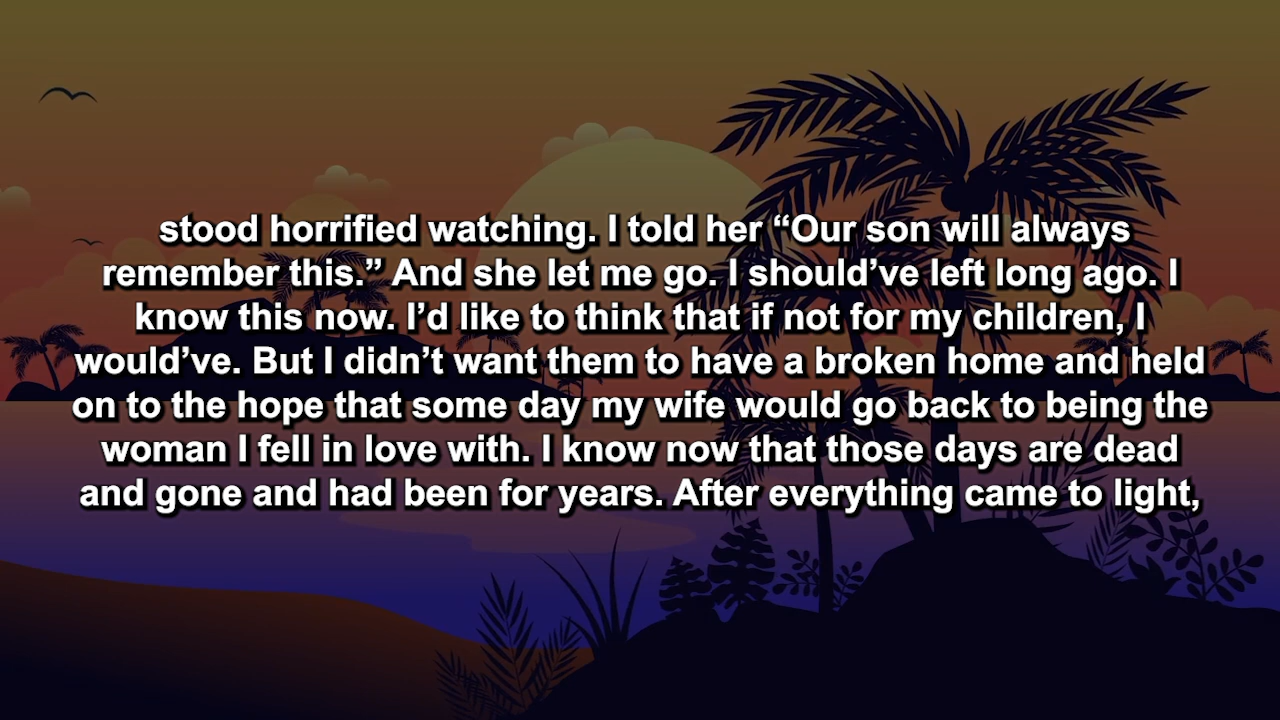 stood horrified watching. I told her “Our son will always
remember this.” And she let me go. I should’ve left long ago. I
know this now. I’d like to think that if not for my children, I
would’ve. But I didn’t want them to have a broken home and held
on to the hope that some day my wife would go back to being the
woman I fell in love with. I know now that those days are dead
and gone and had been for years. After everything came to light,